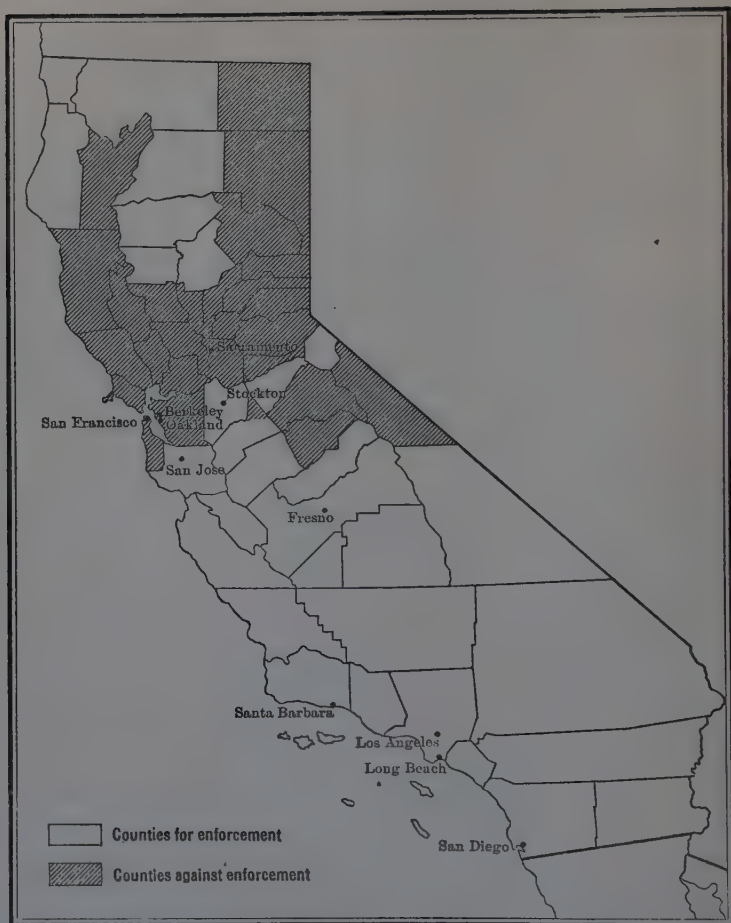 Sacramento
Stockton
Berkeley
San Francisco
Oakland
San Jose
Fresno
Santa Barbara
Los Angeles
Long Beach
San Diego
Counties for enforcement
Counties against enforcement